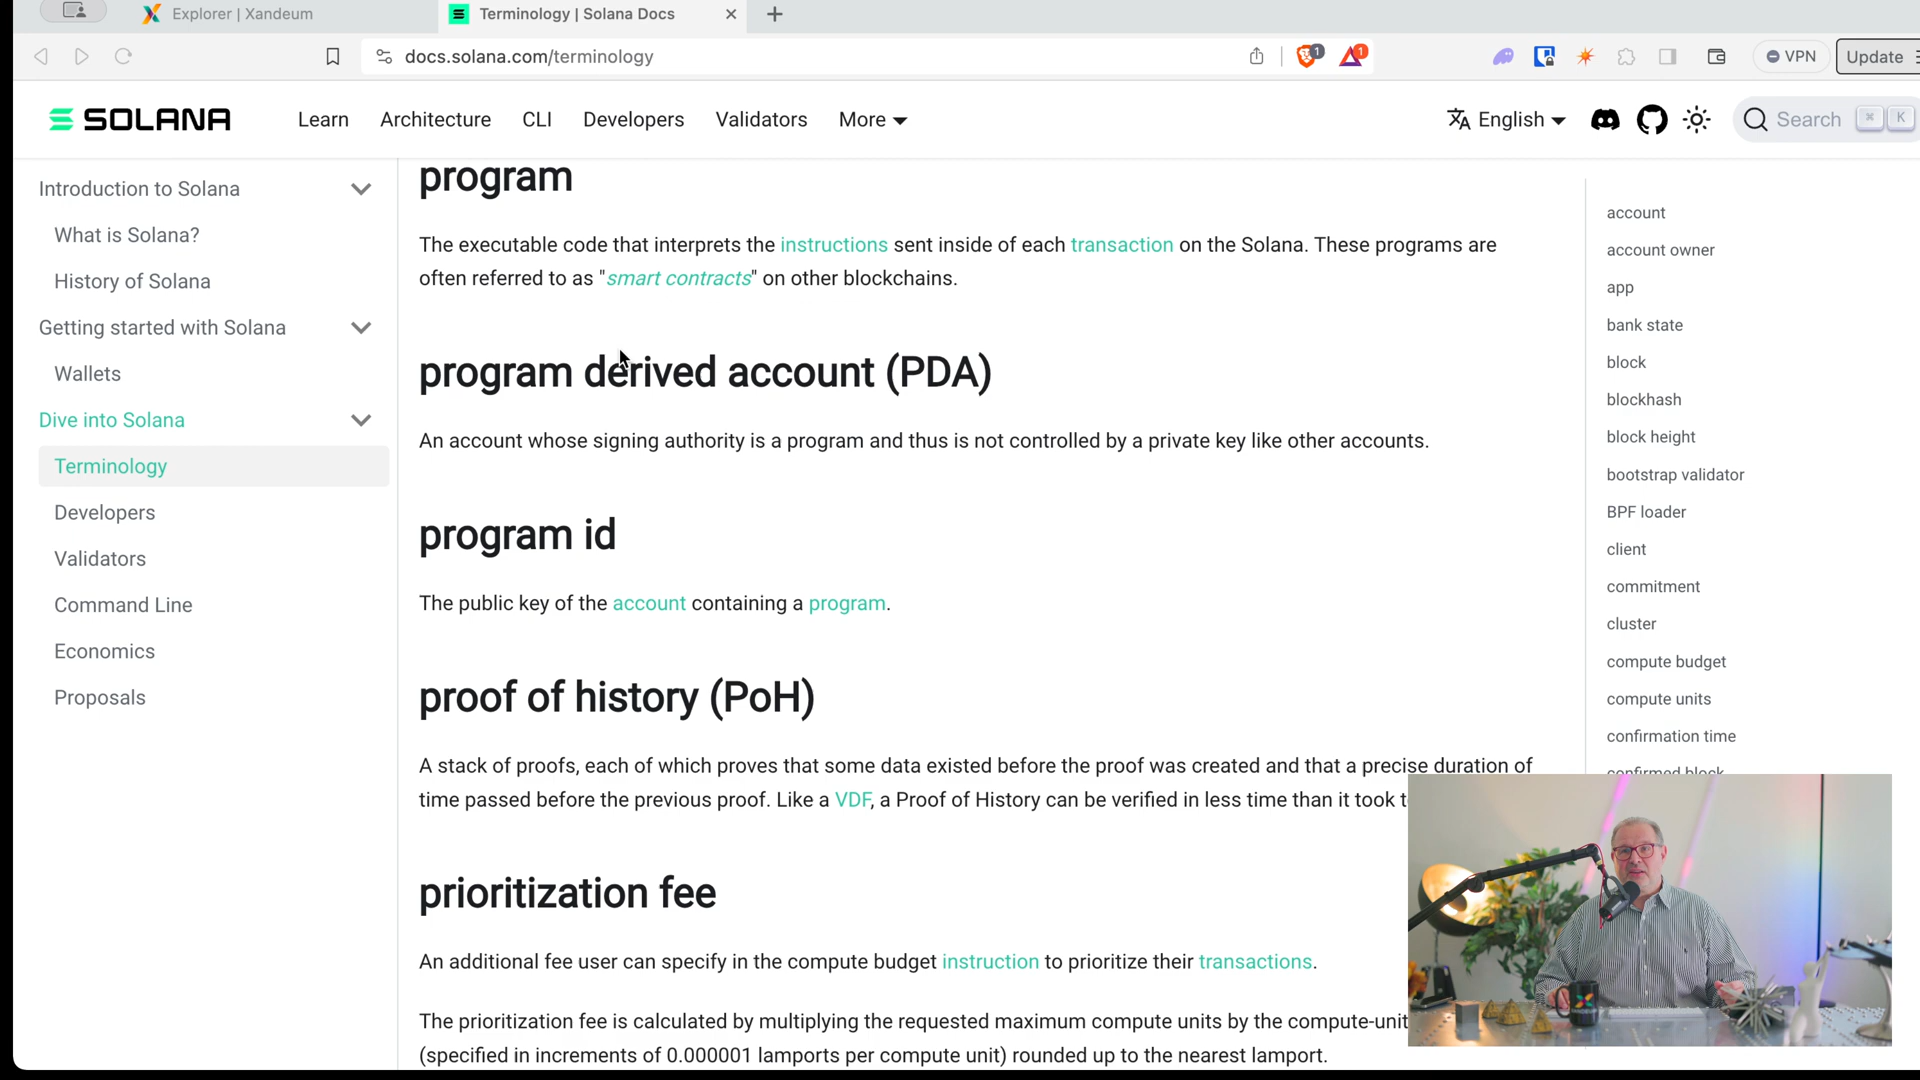 Explorer | Xandeum
Terminology | Solana Docs
docs.solana.com/terminology
1
1
VPN
Update
SOLANA
Learn
Architecture
CLI
Developers
Validators
More
English
Search
⌘
K
Introduction to Solana
What is Solana?
History of Solana
Getting started with Solana
Wallets
Dive into Solana
Terminology
Developers
Validators
Command Line
Economics
Proposals
program
The executable code that interprets the instructions sent inside of each transaction on the Solana. These programs are
often referred to as "smart contracts" on other blockchains.
program derived account (PDA)
An account whose signing authority is a program and thus is not controlled by a private key like other accounts.
program id
The public key of the account containing a program.
proof of history (PoH)
A stack of proofs, each of which proves that some data existed before the proof was created and that a precise duration of
time passed before the previous proof. Like a VDF, a Proof of History can be verified in less time than it took
prioritization fee
An additional fee user can specify in the compute budget instruction to prioritize their transactions.
The prioritization fee is calculated by multiplying the requested maximum compute units by the compute-unit
(specified in increments of 0.000001 lamports per compute unit) rounded up to the nearest lamport.
account
account owner
app
bank state
block
blockhash
block height
bootstrap validator
BPF loader
client
commitment
cluster
compute budget
compute units
confirmation time
confirmed block